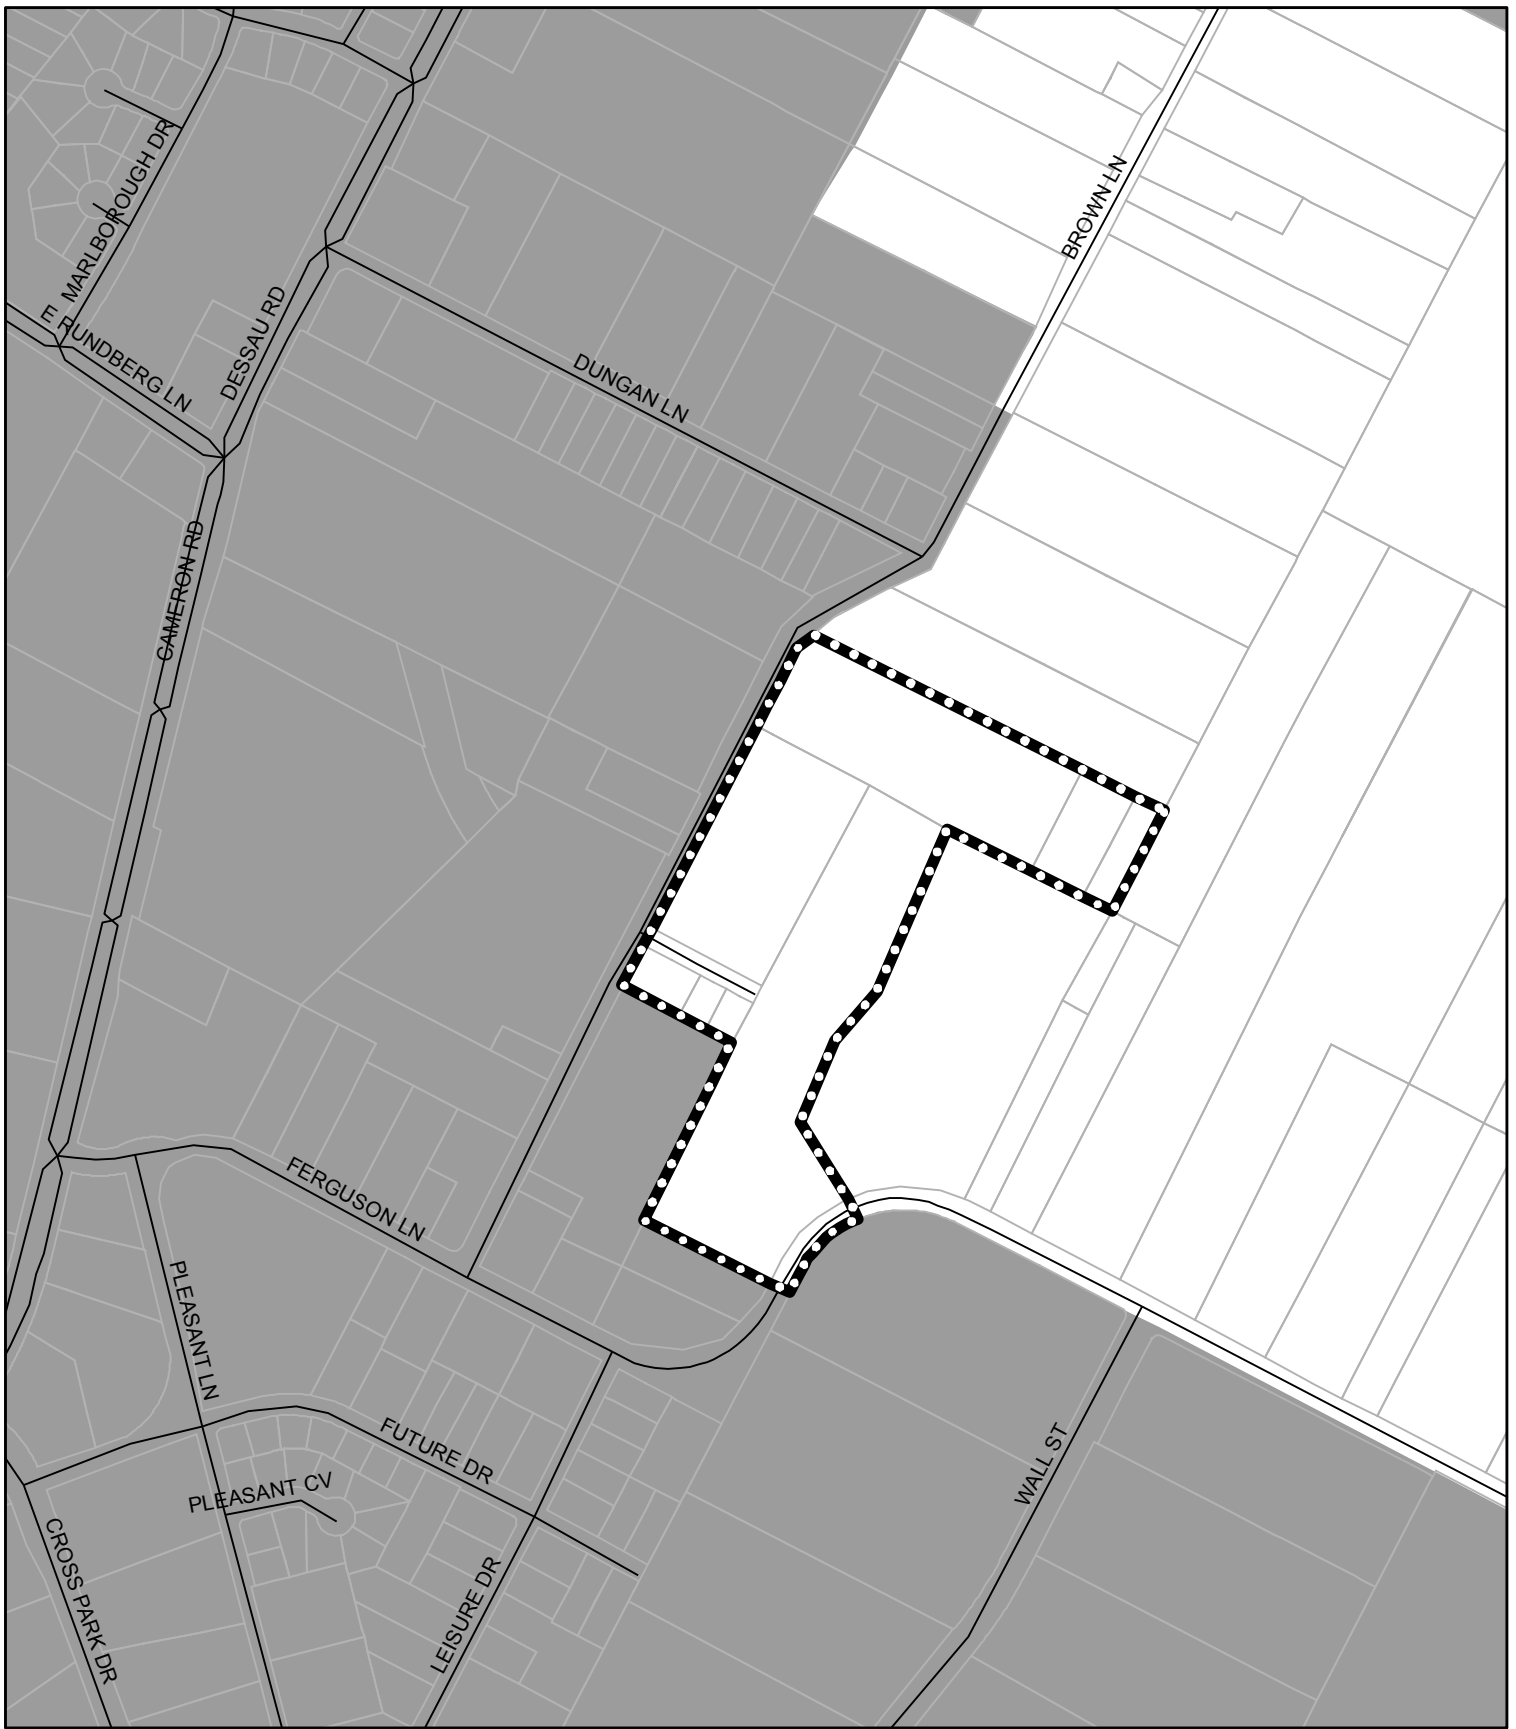 MARLBOROUGH DR
BROWN LN
E RUNDBERG LN
DESSAU RD
DUNGAN LN
CAMERON RD
FERGUSON LN
PLEASANT LN
FUTURE DR
PLEASANT CV
WALL ST
CROSS PARK DR
LEISURE DR